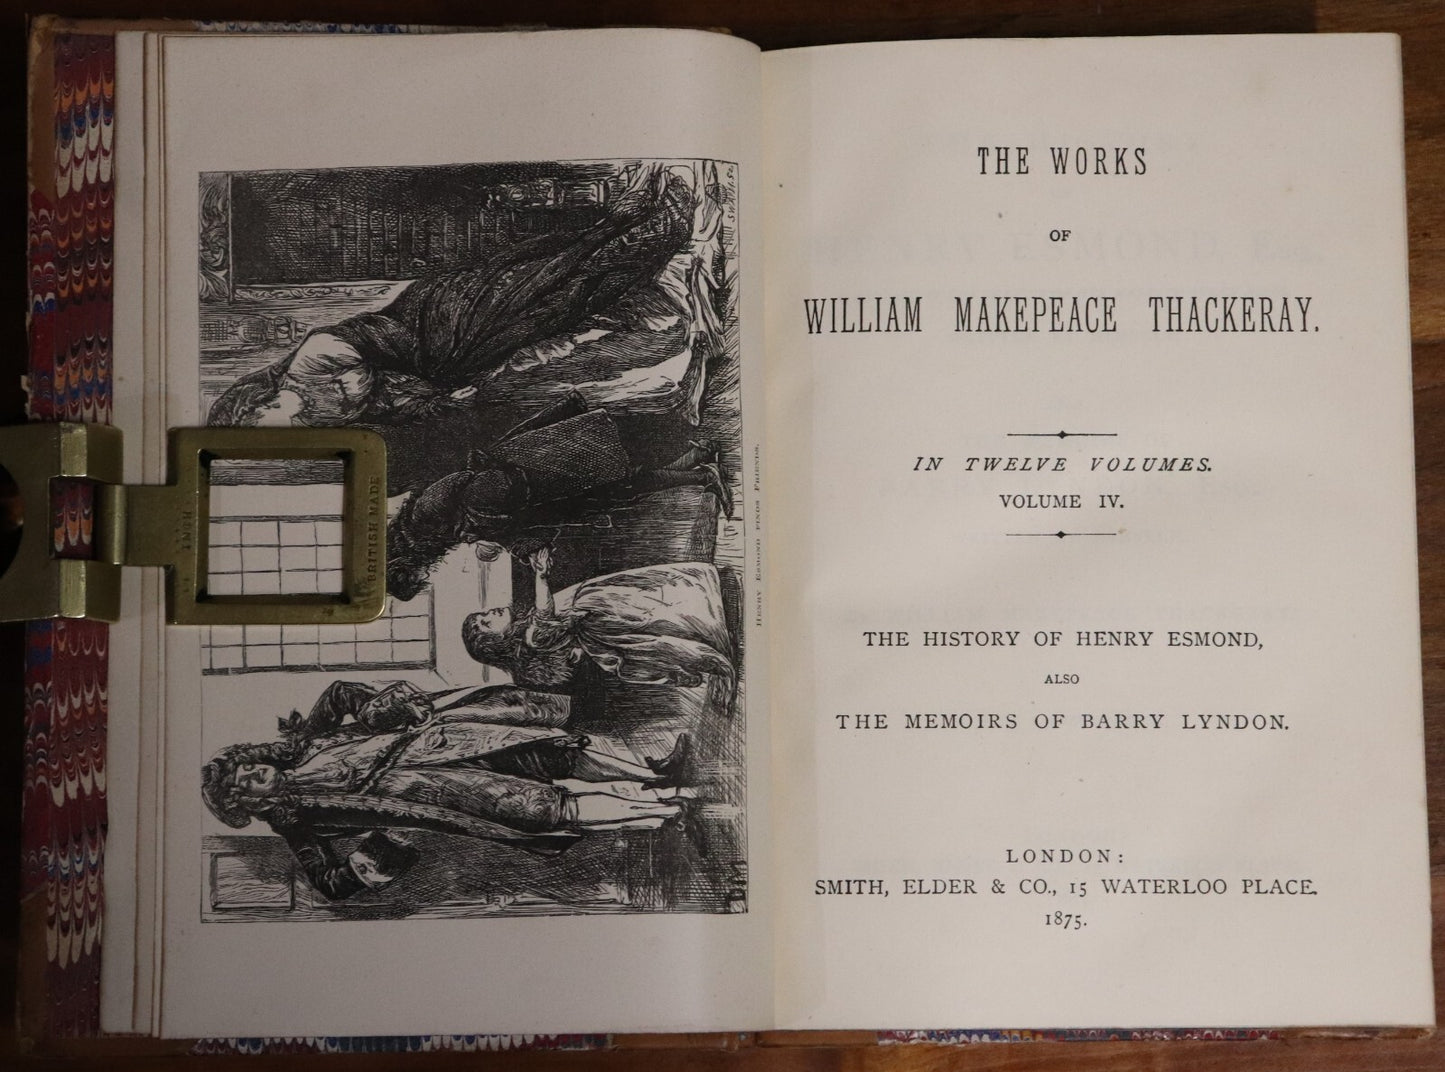 HENRY ESMOND FINDS FRIENDS.
INCH
BRITISH MADE
THE WORKS
OF
WILLIAM MAKEPEACE THACKERAY.
IN TWELVE VOLUMES.
VOLUME IV.
THE HISTORY OF HENRY ESMOND,
ALSO
THE MEMOIRS OF BARRY LYNDON.
LONDON:
SMITH, ELDER & CO., 15 WATERLOO PLACE.
1875.